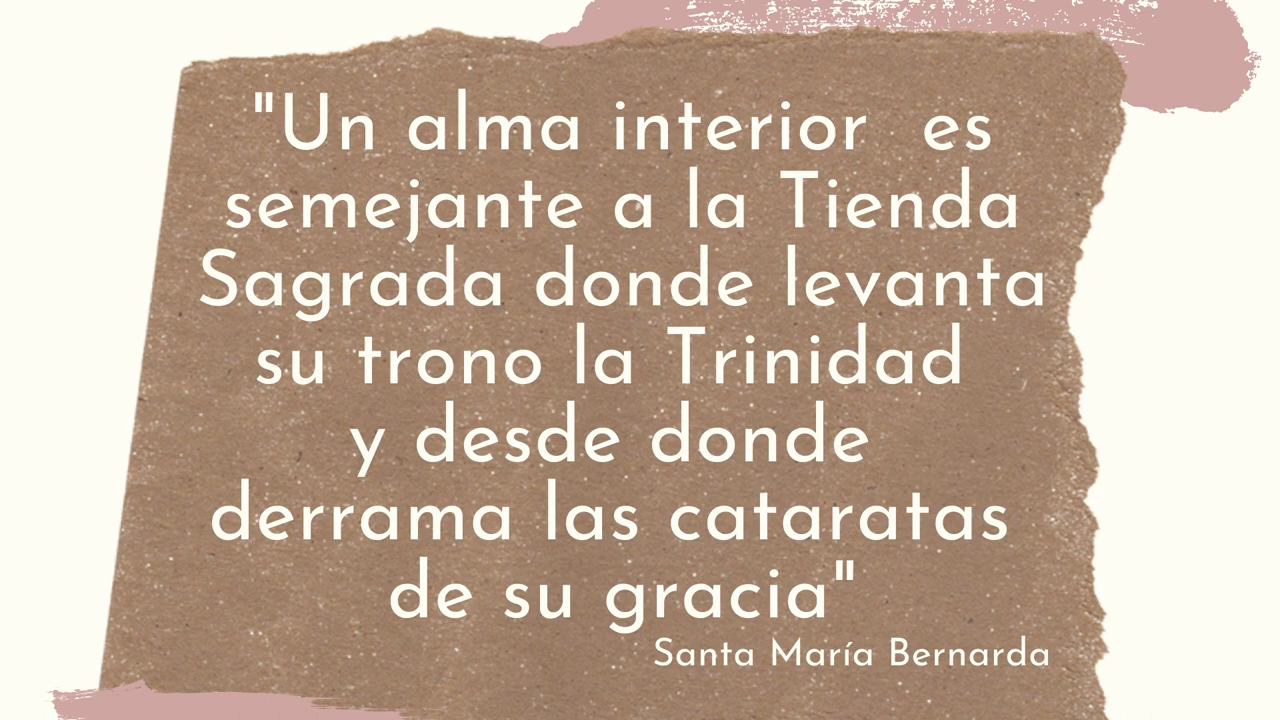 "Un alma interior es
semejante a la Tienda
Sagrada donde levanta
su trono la Trinidad
y desde donde
derrama las cataratas
de su gracia"
Santa María Bernarda